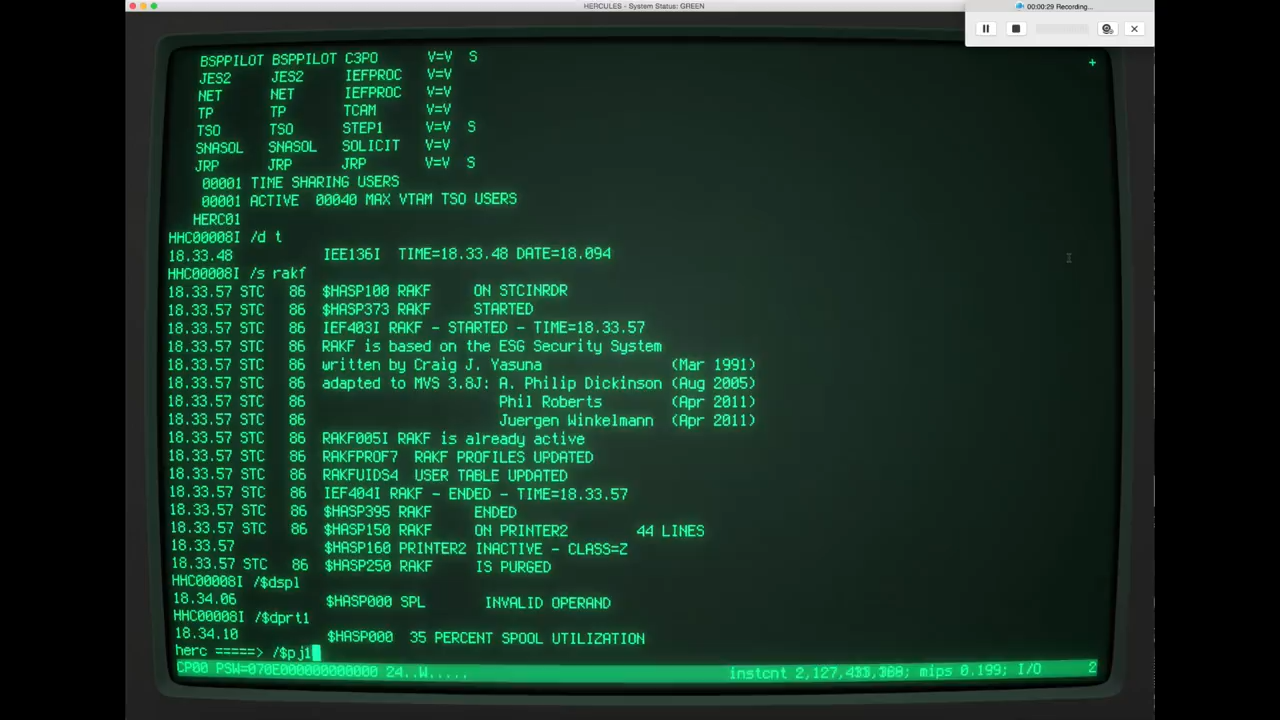 HERCULES - System Status: GREEN
00:00:29 Recording...
BSPPILOT BSPPILOT C3PO V=V S
+
JES2 JES2 IEFPROC V=V
NET NET IEFPROC V=V
TP TP TCAM V=V
TSO TSO STEP1 V=V S
SNASOL SNASOL SOLICIT V=V
JRP JRP JRP V=V S
00001 TIME SHARING USERS
00001 ACTIVE 00040 MAX VTAM TSO USERS
HERC01
HHC00008I /d t
18.33.48 IEE136I TIME=18.33.48 DATE=18.094
HHC00008I /s rakf
18.33.57 STC 86 $HASP100 RAKF ON STCINRDR
18.33.57 STC 86 $HASP373 RAKF STARTED
18.33.57 STC 86 IEF403I RAKF - STARTED - TIME=18.33.57
18.33.57 STC 86 RAKF is based on the ESG Security System
18.33.57 STC 86 written by Craig J. Yasuna (Mar 1991)
18.33.57 STC 86 adapted to MVS 3.8J: A. Philip Dickinson (Aug 2005)
18.33.57 STC 86 Phil Roberts (Apr 2011)
18.33.57 STC 86 Juergen Winkelmann (Apr 2011)
18.33.57 STC 86 RAKF005I RAKF is already active
18.33.57 STC 86 RAKFPROF7 RAKF PROFILES UPDATED
18.33.57 STC 86 RAKFUIDS4 USER TABLE UPDATED
18.33.57 STC 86 IEF404I RAKF - ENDED - TIME=18.33.57
18.33.57 STC 86 $HASP395 RAKF ENDED
18.33.57 STC 86 $HASP150 RAKF ON PRINTER2 44 LINES
18.33.57 $HASP160 PRINTER2 INACTIVE - CLASS=Z
18.33.57 STC 86 $HASP250 RAKF IS PURGED
HHC00008I /$dspl
18.34.06 $HASP000 SPL INVALID OPERAND
HHC00008I /$dprt1
18.34.10 $HASP000 35 PERCENT SPOOL UTILIZATION
herc =====> /$pj1
CP00 PSW=070E000000000000 24..W..... instcnt mips 0.199; I/O 2